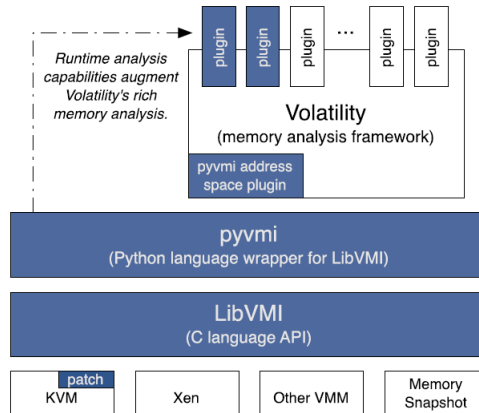 Runtime analysis
capabilities augment
Volatility's rich
memory analysis.
plugin
plugin
plugin
...
plugin
plugin
Volatility
(memory analysis framework)
pyvmi address
space plugin
pyvmi
(Python language wrapper for LibVMI)
LibVMI
(C language API)
patch
KVM
Xen
Other VMM
Memory
Snapshot